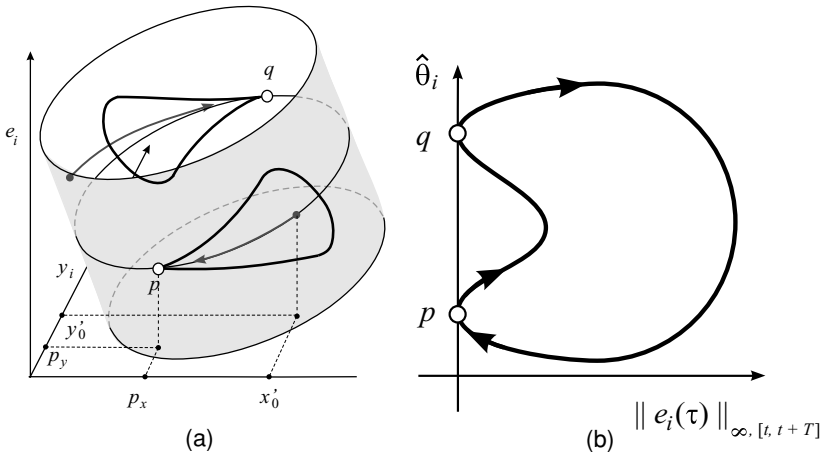 e_i
q
p
y_i
y'_0
p_y
p_x
x'_0
(a)
θ̂_i
q
p
|| e_i(τ) ||_∞, [t, t + T]
(b)